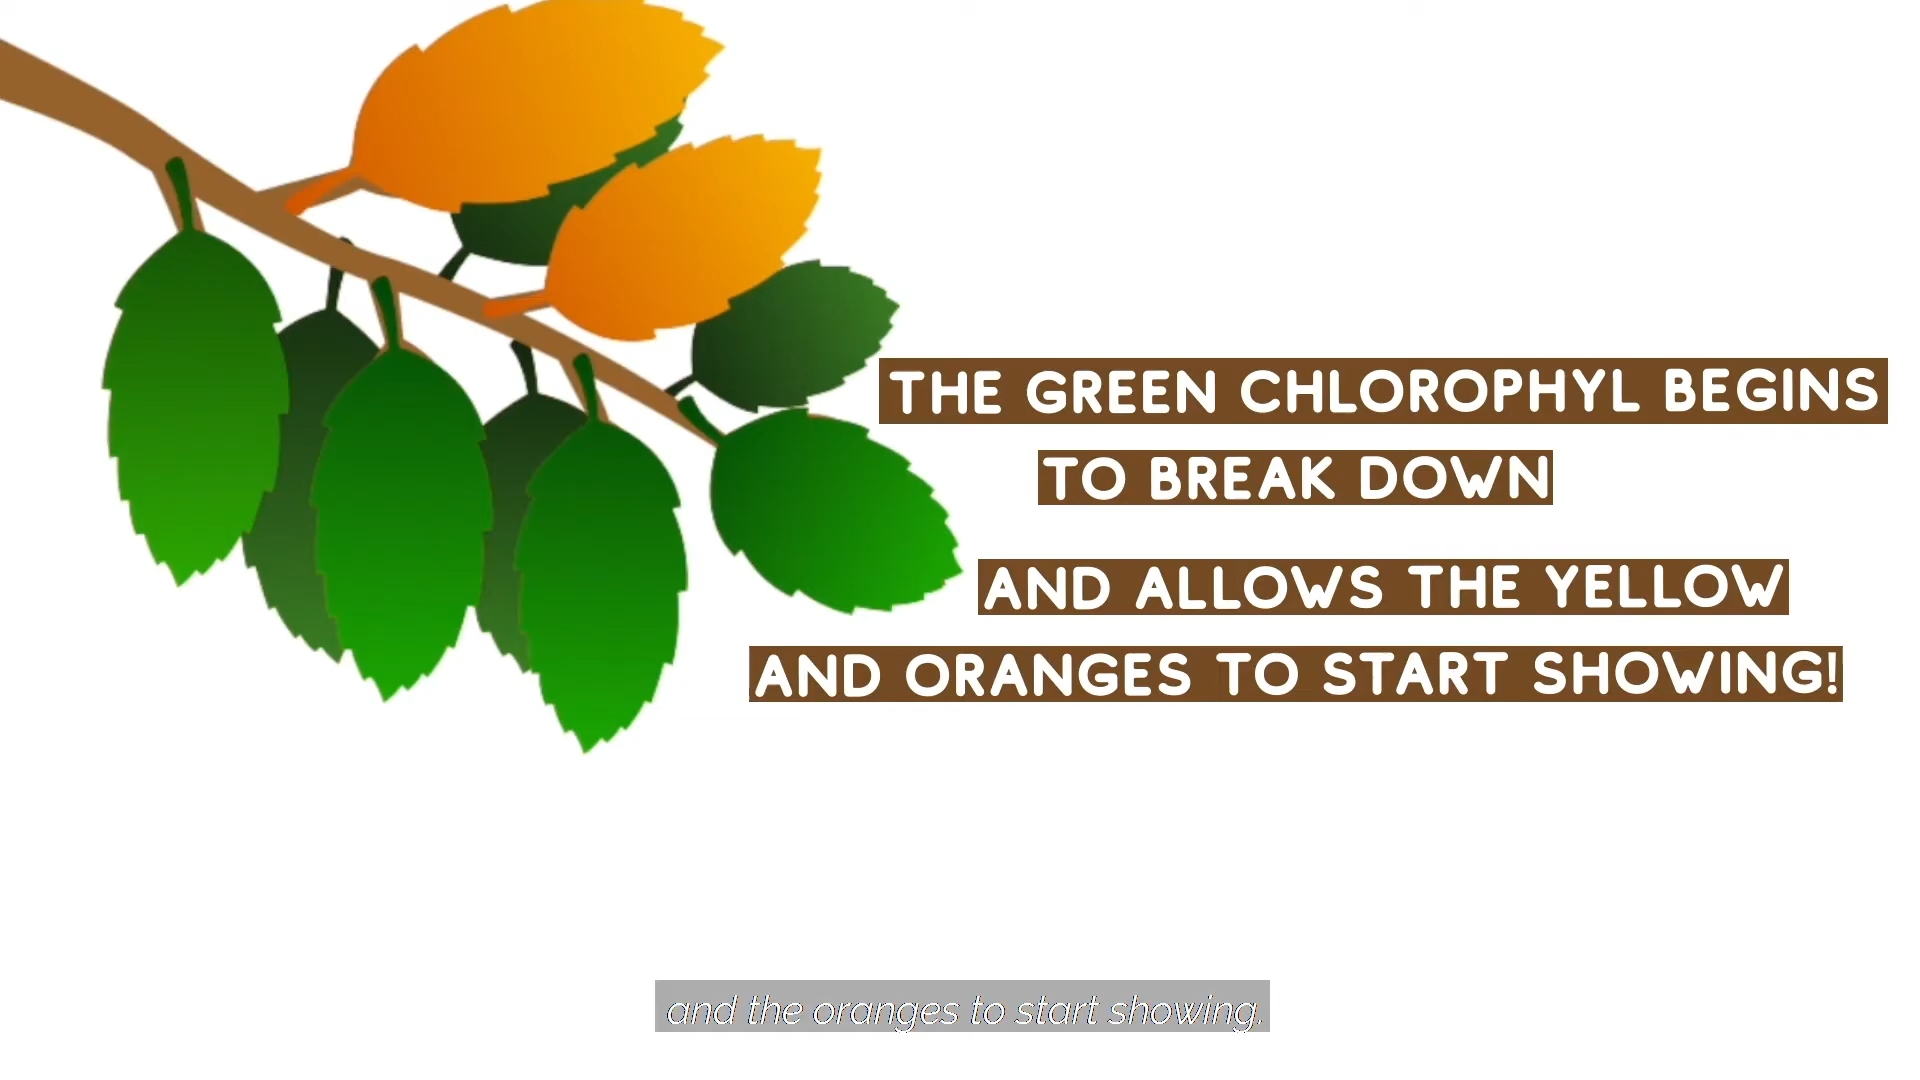 THE GREEN CHLOROPHYL BEGINS
TO BREAK DOWN
AND ALLOWS THE YELLOW
AND ORANGES TO START SHOWING!
and the oranges to start showing.